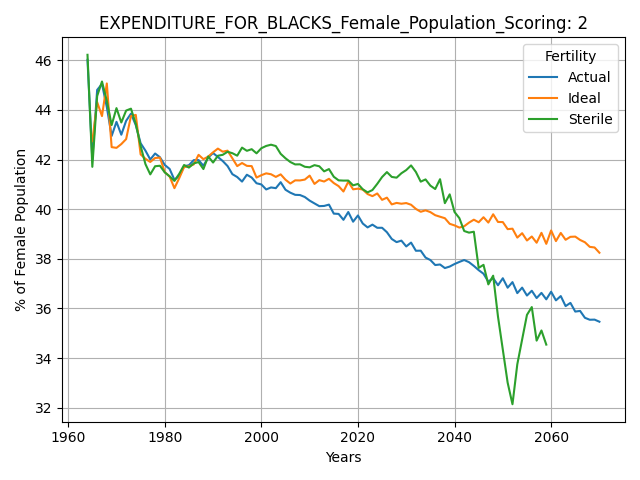 EXPENDITURE_FOR_BLACKS_Female_Population_Scoring: 2
Fertility
Actual
Ideal
Sterile
% of Female Population
46
44
42
40
38
36
34
32
1960 1980 2000 2020 2040 2060
Years